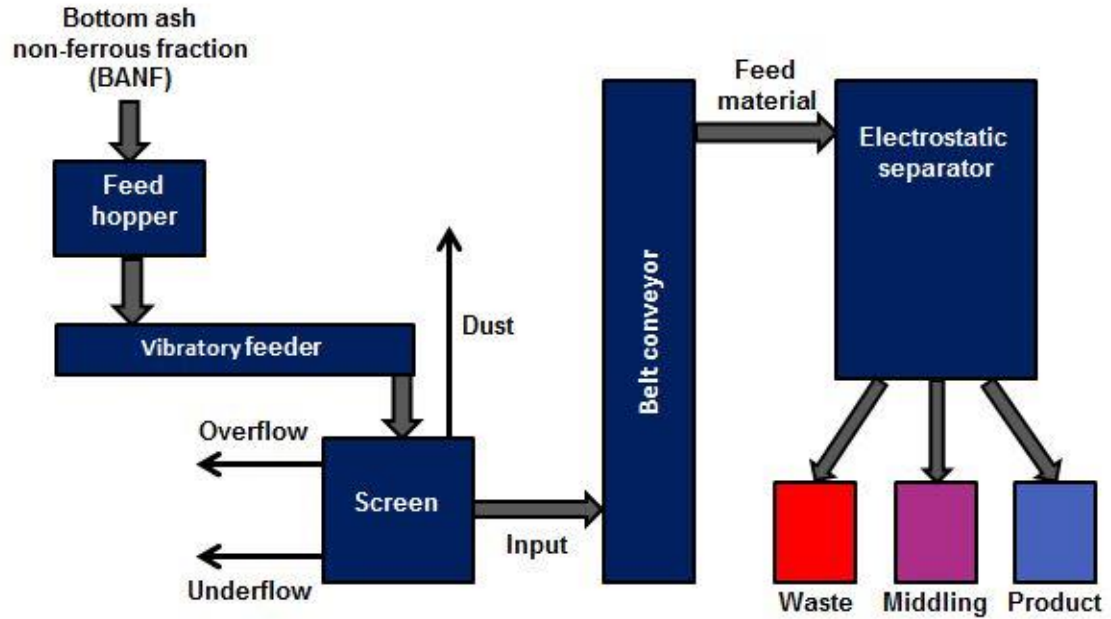 Bottom ash
non-ferrous fraction
(BANF)
Feed
hopper
Vibratory feeder
Overflow
Underflow
Screen
Dust
Input
Belt conveyor
Feed
material
Electrostatic
separator
Waste
Middling
Product